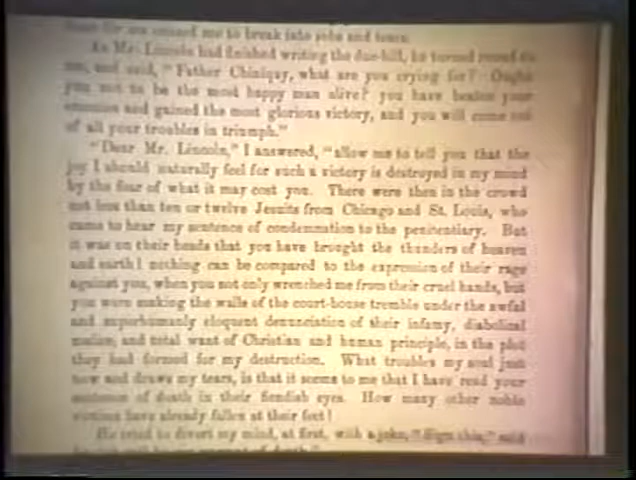 me to break into sobs and tears.
As Mr. Lincoln had finished writing the due-bill, he turned round to
me, and said, "Father Chiniquy, what are you crying for? Ought
you not to be the most happy man alive? you have beaten your
enemies and gained the most glorious victory, and you will come out
of all your troubles in triumph."
"Dear Mr. Lincoln," I answered, "allow me to tell you that the
joy I should naturally feel for such a victory is destroyed in my mind
by the fear of what it may cost you. There were then in the crowd
not less than ten or twelve Jesuits from Chicago and St. Louis, who
came to hear my sentence of condemnation to the penitentiary. But
it was on their heads that you have brought the thunders of heaven
and earth! nothing can be compared to the expression of their rage
against you, when you not only wrenched me from their cruel hands, but
you were making the walls of the court-house tremble under the awful
and superhumanly eloquent denunciation of their infamy, diabolical
malice, and total want of Christian and human principle, in the plot
they had formed for my destruction. What troubles my soul just
now and draws my tears, is that it seems to me that I have read your
sentence of death in their fiendish eyes. How many other noble
victims have already fallen at their feet!
He tried to divert my mind, at first, with a joke, "Sign this," said